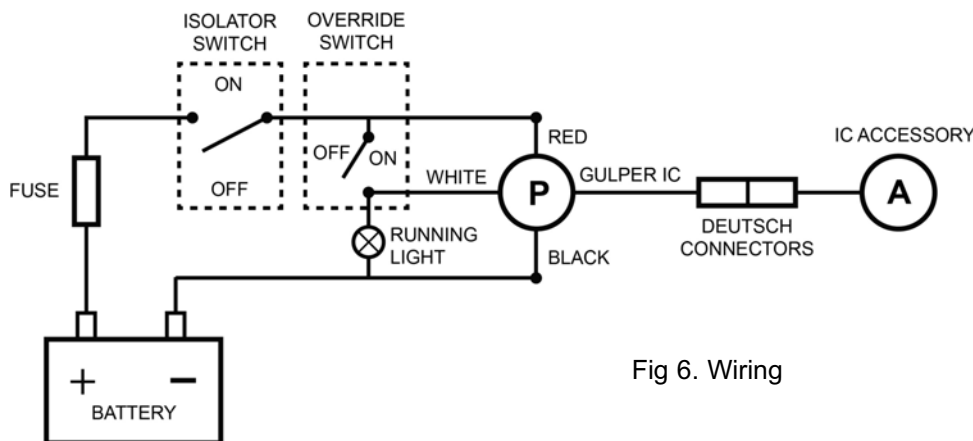 ISOLATOR
SWITCH
OVERRIDE
SWITCH
ON
OFF
OFF
ON
FUSE
WHITE
RED
P
GULPER IC
BLACK
RUNNING
LIGHT
DEUTSCH
CONNECTORS
IC ACCESSORY
A
+
−
BATTERY
Fig 6. Wiring